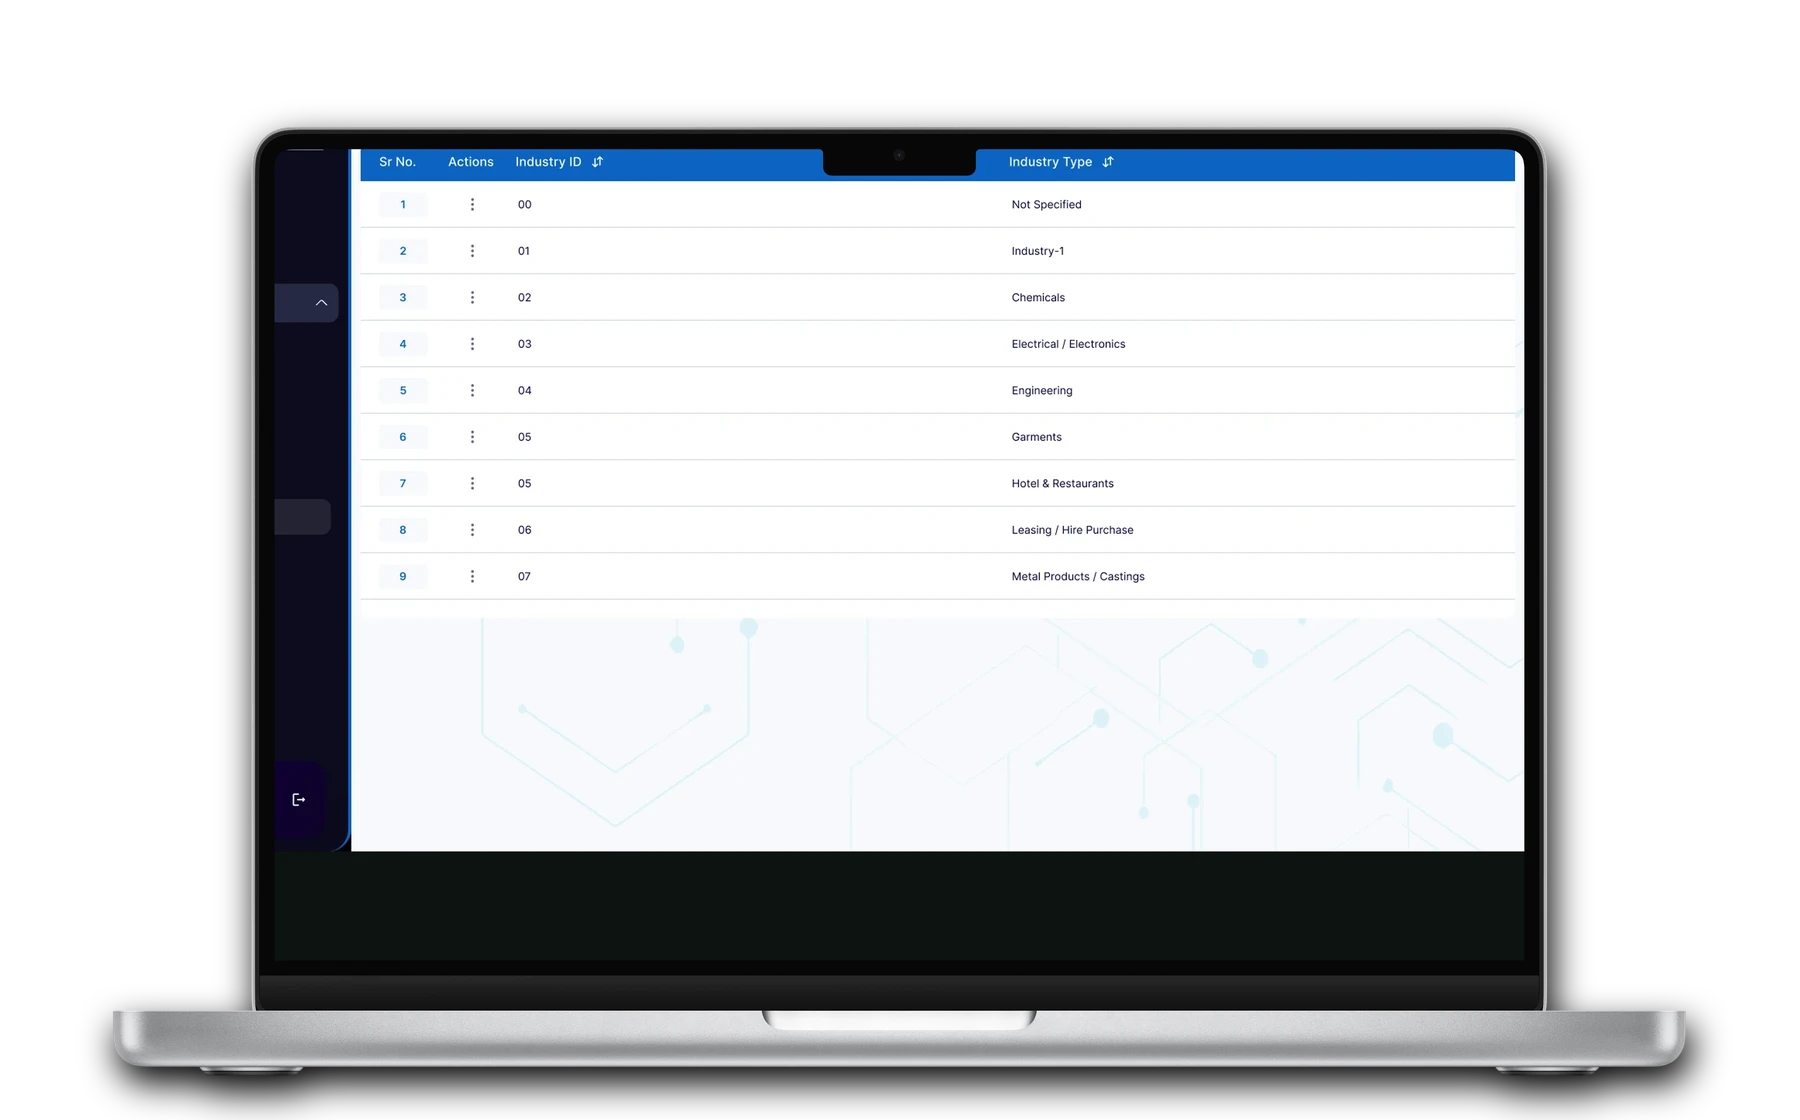 Sr No. Actions Industry ID Industry Type
1 00 Not Specified
2 01 Industry-1
3 02 Chemicals
4 03 Electrical / Electronics
5 04 Engineering
6 05 Garments
7 05 Hotel & Restaurants
8 06 Leasing / Hire Purchase
9 07 Metal Products / Castings